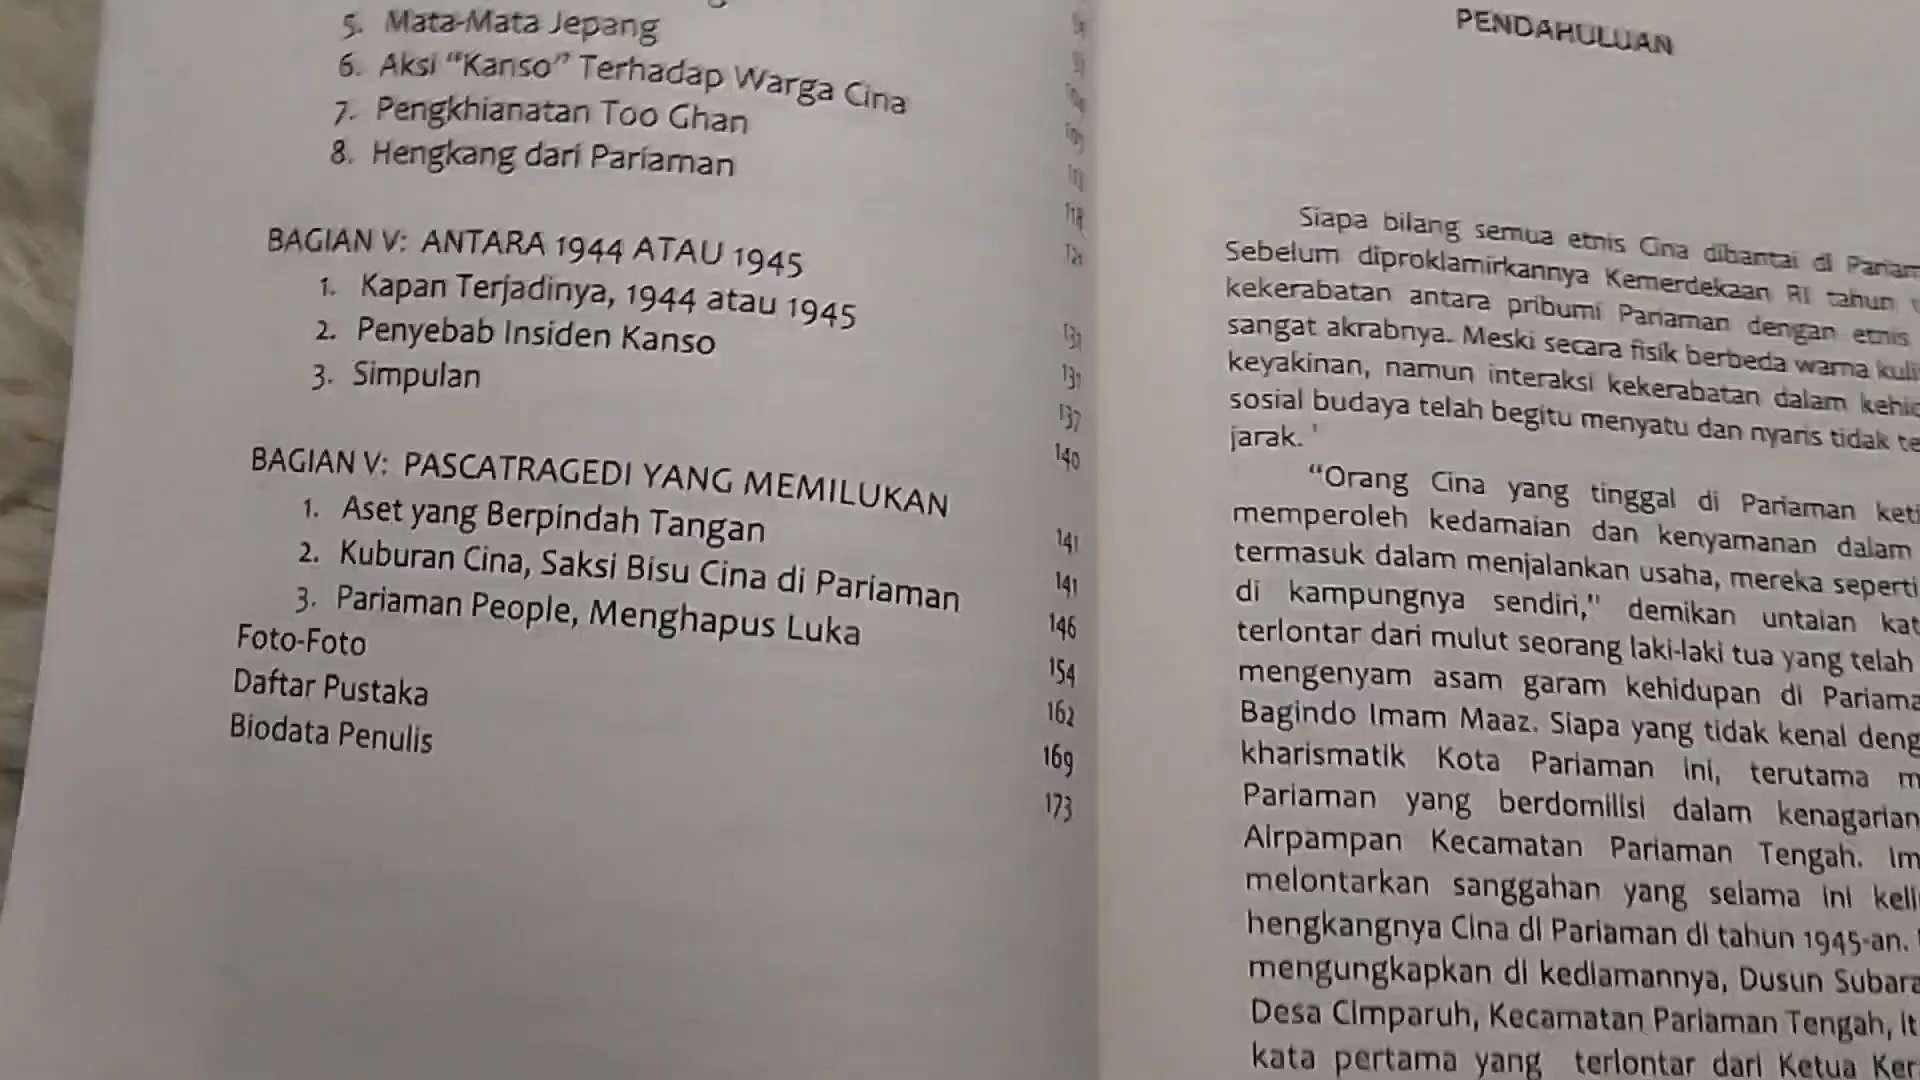 5. Mata-Mata Jepang
6. Aksi "Kanso" Terhadap Warga Cina
7. Pengkhianatan Too Ghan
8. Hengkang dari Pariaman
118
BAGIAN V: ANTARA 1944 ATAU 1945
1. Kapan Terjadinya, 1944 atau 1945
2. Penyebab Insiden Kanso
3. Simpulan
131
131
137
140
BAGIAN V: PASCATRAGEDI YANG MEMILUKAN
1. Aset yang Berpindah Tangan
2. Kuburan Cina, Saksi Bisu Cina di Pariaman
3. Pariaman People, Menghapus Luka
Foto-Foto
Daftar Pustaka
Biodata Penulis
141
141
146
154
162
169
173
PENDAHULUAN
Siapa bilang semua etnis Cina dibantai di
Sebelum diproklamirkannya Kemerdekaan RI tahun
kekerabatan antara pribumi Pariaman dengan etnis
sangat akrabnya. Meski secara fisik berbeda warna
keyakinan, namun interaksi kekerabatan dalam
sosial budaya telah begitu menyatu dan nyaris tidak
jarak.
"Orang Cina yang tinggal di Pariaman
memperoleh kedamaian dan kenyamanan dalam
termasuk dalam menjalankan usaha, mereka seperti
di kampungnya sendiri," demikan untaian
terlontar dari mulut seorang laki-laki tua yang telah
mengenyam asam garam kehidupan di
Bagindo Imam Maaz. Siapa yang tidak kenal
kharismatik Kota Pariaman ini, terutama
Pariaman yang berdomilisi dalam kenagarian
Airpampan Kecamatan Pariaman Tengah.
melontarkan sanggahan yang selama ini
hengkangnya Cina di Pariaman di tahun 1945-an.
mengungkapkan di kediamannya, Dusun
Desa Cimparuh, Kecamatan Pariaman Tengah,
kata pertama yang terlontar dari Ketua